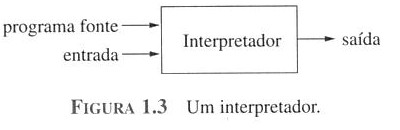 programa fonte
Interpretador
saída
entrada
FIGURA 1.3 Um interpretador.